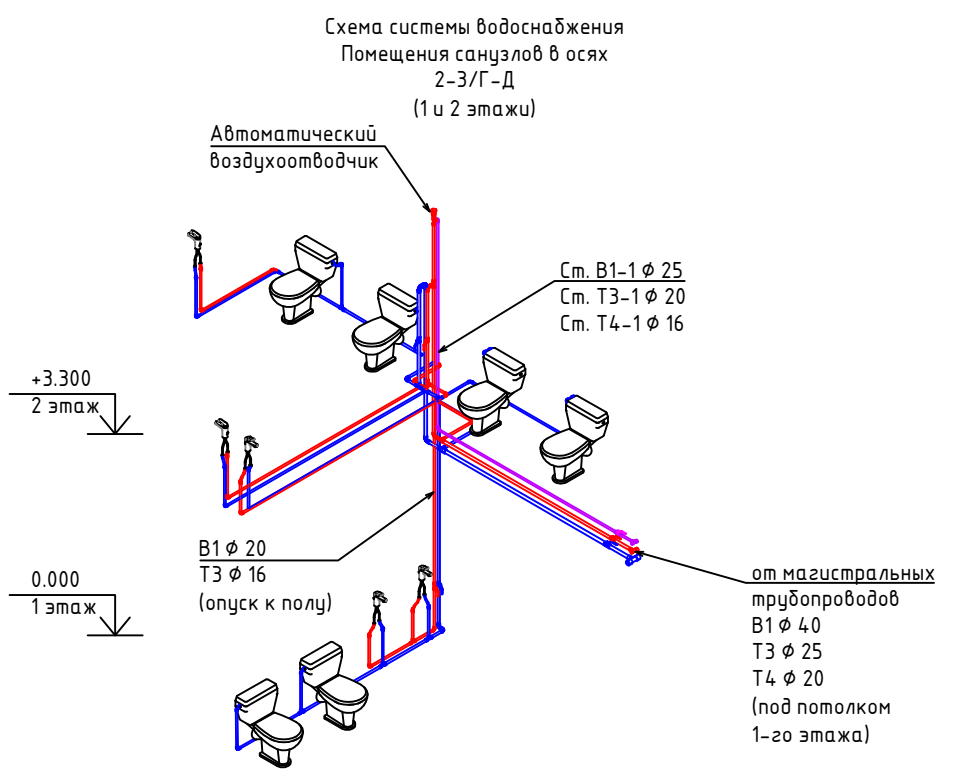 Схема системы водоснабжения
Помещения санузлов в осях
2-3/Г-Д
(1 и 2 этажи)
Автоматический
воздухоотводчик
Ст. В1-1 Ø 25
Ст. Т3-1 Ø 20
Ст. Т4-1 Ø 16
+3.300
2 этаж
В1 Ø 20
Т3 Ø 16
(опуск к полу)
0.000
1 этаж
от магистральных
трубопроводов
В1 Ø 40
Т3 Ø 25
Т4 Ø 20
(под потолком
1-го этажа)